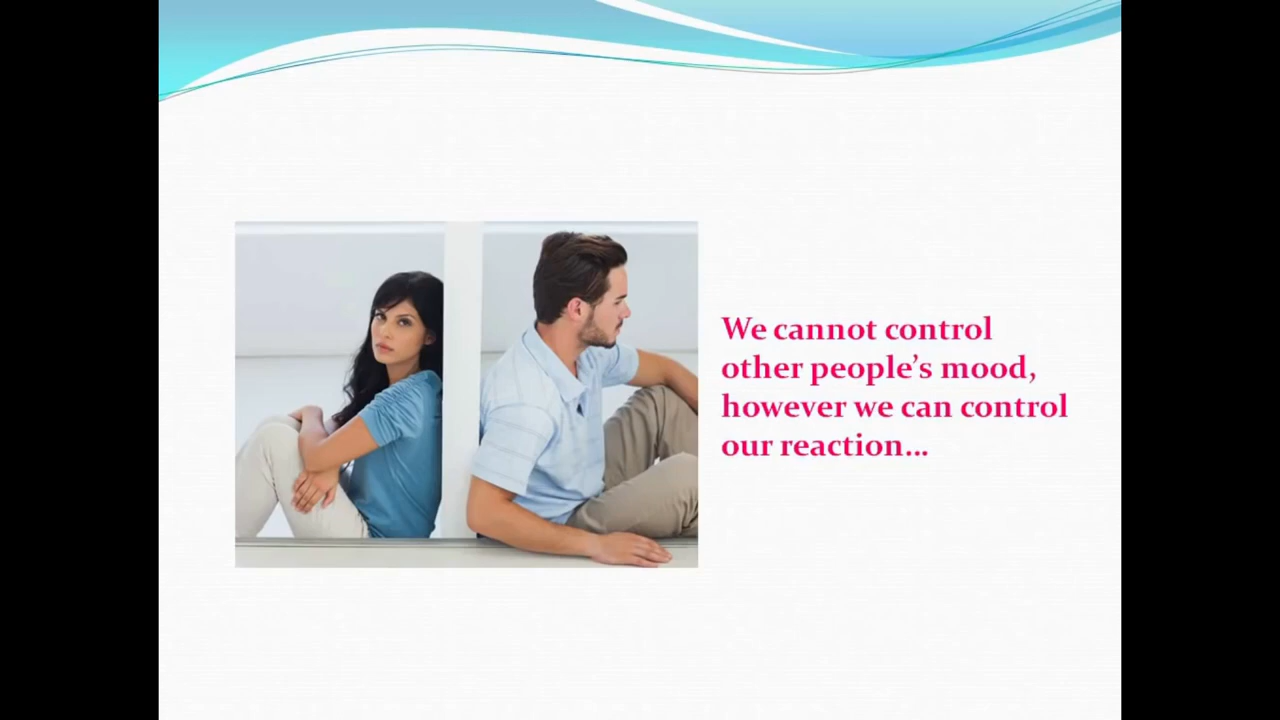 We cannot control
other people’s mood,
however we can control
our reaction…